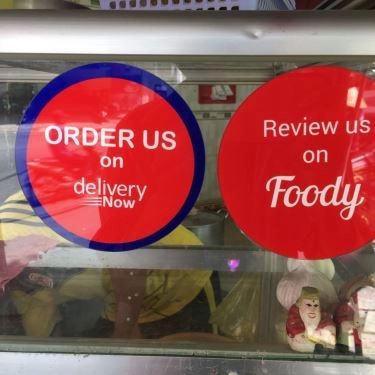 ORDER US
on
delivery
Now
Review us
on
Foody